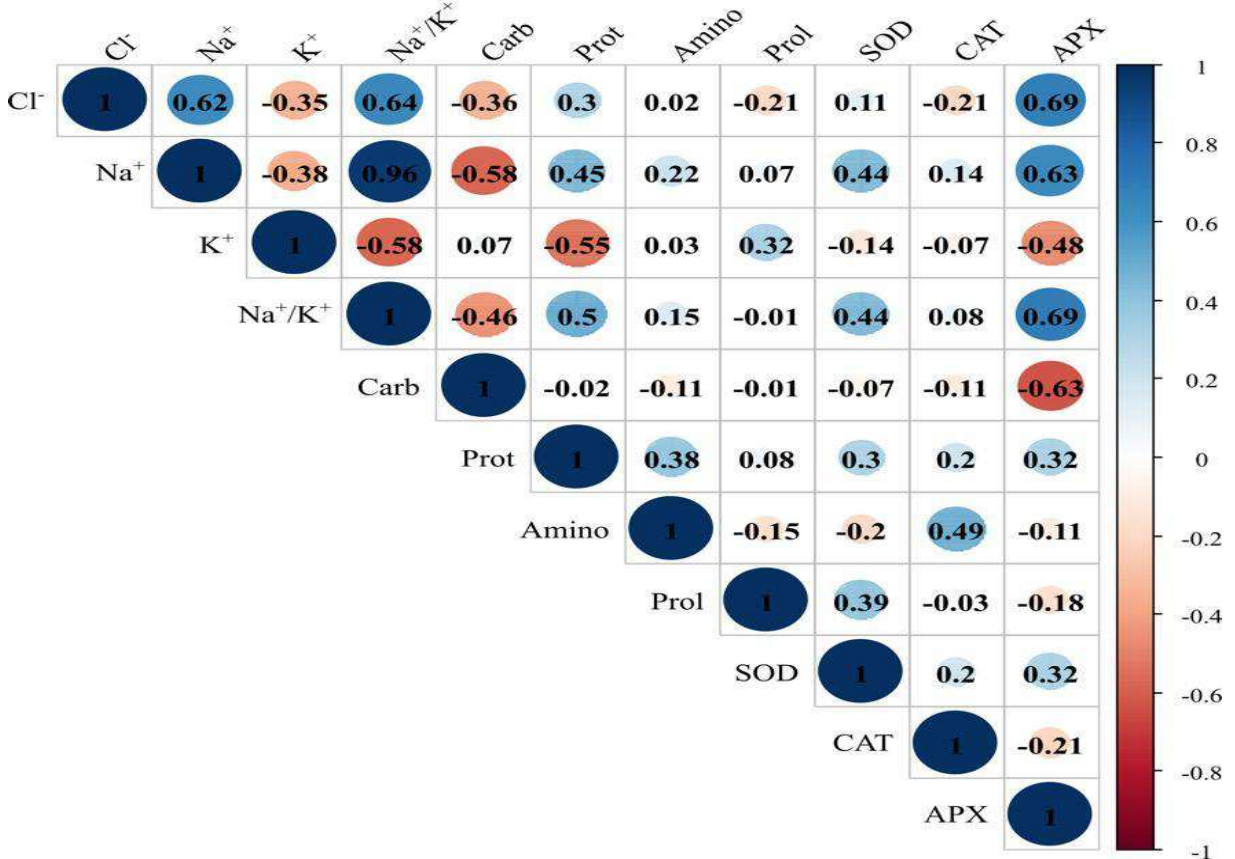 Cl⁻ Na⁺ K⁺ Na⁺/K⁺ Carb Prot Amino Prol SOD CAT APX
Cl⁻ 1 0.62 -0.35 0.64 -0.36 0.3 0.02 -0.21 0.11 -0.21 0.69
Na⁺ 1 -0.38 0.96 -0.58 0.45 0.22 0.07 0.44 0.14 0.63
K⁺ 1 -0.58 0.07 -0.55 0.03 0.32 -0.14 -0.07 -0.48
Na⁺/K⁺ 1 -0.46 0.5 0.15 -0.01 0.44 0.08 0.69
Carb 1 -0.02 -0.11 -0.01 -0.07 -0.11 -0.63
Prot 1 0.38 0.08 0.3 0.2 0.32
Amino 1 -0.15 -0.2 0.49 -0.11
Prol 1 0.39 -0.03 -0.18
SOD 1 0.2 0.32
CAT 1 -0.21
APX 1
1
0.8
0.6
0.4
0.2
0
-0.2
-0.4
-0.6
-0.8
-1